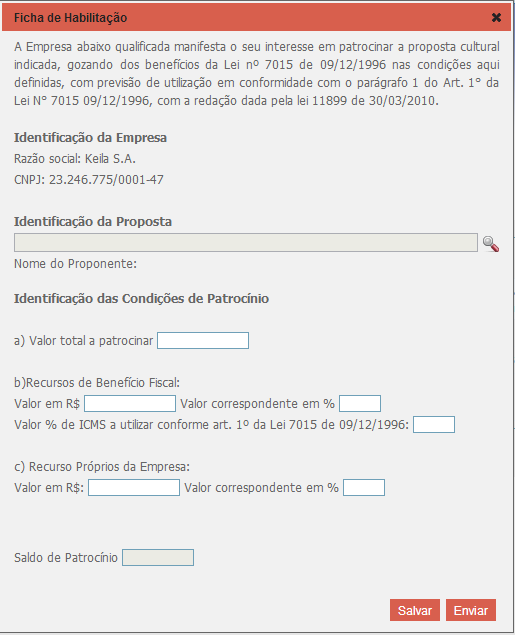 Ficha de Habilitação
A Empresa abaixo qualificada manifesta o seu interesse em patrocinar a proposta cultural
indicada, gozando dos benefícios da Lei nº 7015 de 09/12/1996 nas condições aqui
definidas, com previsão de utilização em conformidade com o parágrafo 1 do Art. 1° da
Lei N° 7015 09/12/1996, com a redação dada pela lei 11899 de 30/03/2010.
Identificação da Empresa
Razão social: Keila S.A.
CNPJ: 23.246.775/0001-47
Identificação da Proposta
Nome do Proponente:
Identificação das Condições de Patrocínio
a) Valor total a patrocinar
b)Recursos de Benefício Fiscal:
Valor em R$ Valor correspondente em %
Valor % de ICMS a utilizar conforme art. 1º da Lei 7015 de 09/12/1996:
c) Recurso Próprios da Empresa:
Valor em R$: Valor correspondente em %
Saldo de Patrocínio
Salvar Enviar